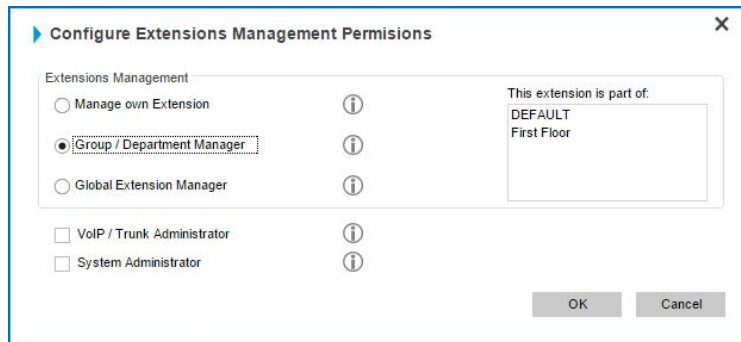 Configure Extensions Management Permisions
Extensions Management
Manage own Extension
This extension is part of:
DEFAULT
First Floor
Group / Department Manager
Global Extension Manager
VoIP / Trunk Administrator
System Administrator
OK
Cancel